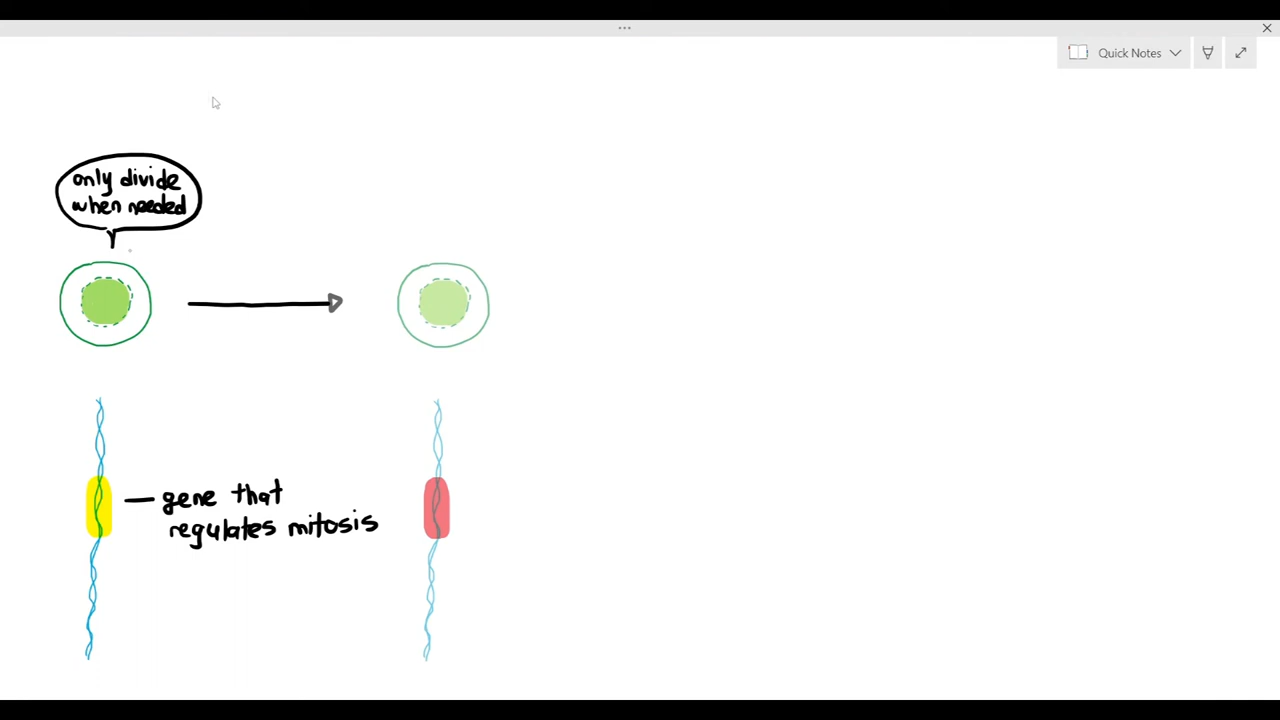 Quick Notes
only divide
when needed
gene that
regulates mitosis